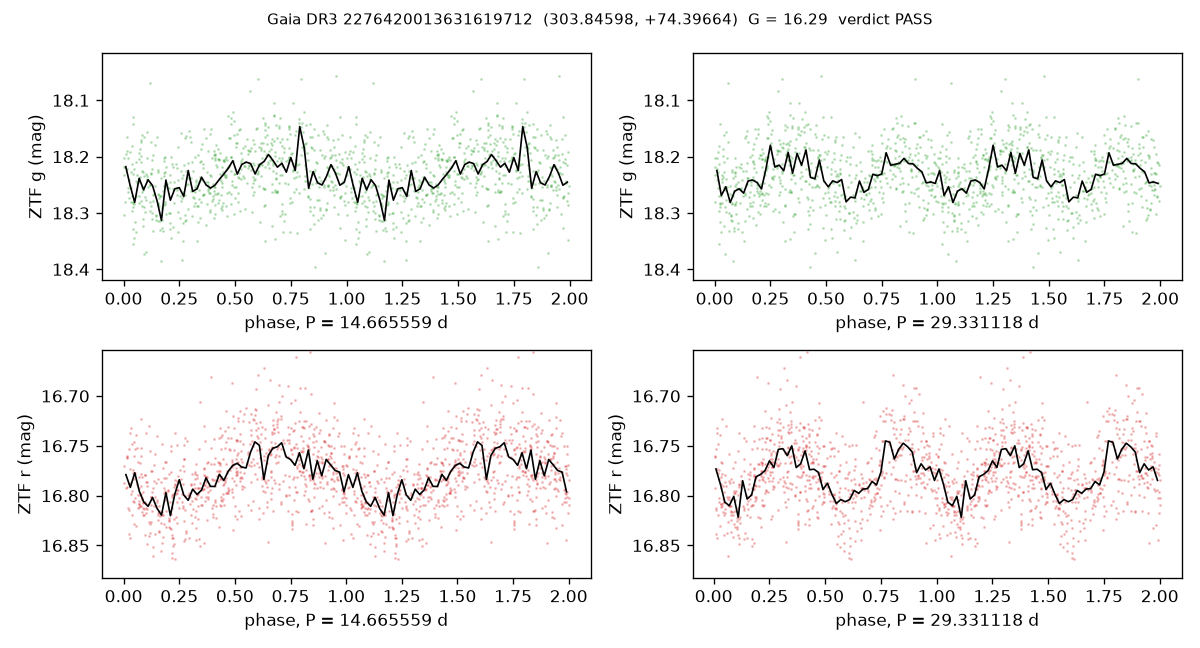 Gaia DR3 2276420013631619712  (303.84598, +74.39664)  G = 16.29  verdict PASS
ZTF g (mag)
18.1
18.2
18.3
18.4
0.00 0.25 0.50 0.75 1.00 1.25 1.50 1.75 2.00
phase, P = 14.665559 d
ZTF g (mag)
18.1
18.2
18.3
18.4
0.00 0.25 0.50 0.75 1.00 1.25 1.50 1.75 2.00
phase, P = 29.331118 d
ZTF r (mag)
16.70
16.75
16.80
16.85
0.00 0.25 0.50 0.75 1.00 1.25 1.50 1.75 2.00
phase, P = 14.665559 d
ZTF r (mag)
16.70
16.75
16.80
16.85
0.00 0.25 0.50 0.75 1.00 1.25 1.50 1.75 2.00
phase, P = 29.331118 d